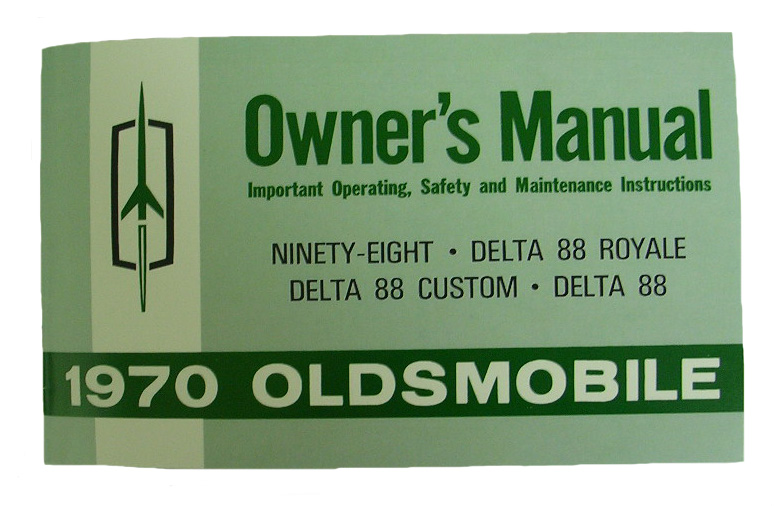 Owner's Manual
Important Operating, Safety and Maintenance Instructions
NINETY-EIGHT • DELTA 88 ROYALE
DELTA 88 CUSTOM • DELTA 88
1970 OLDSMOBILE